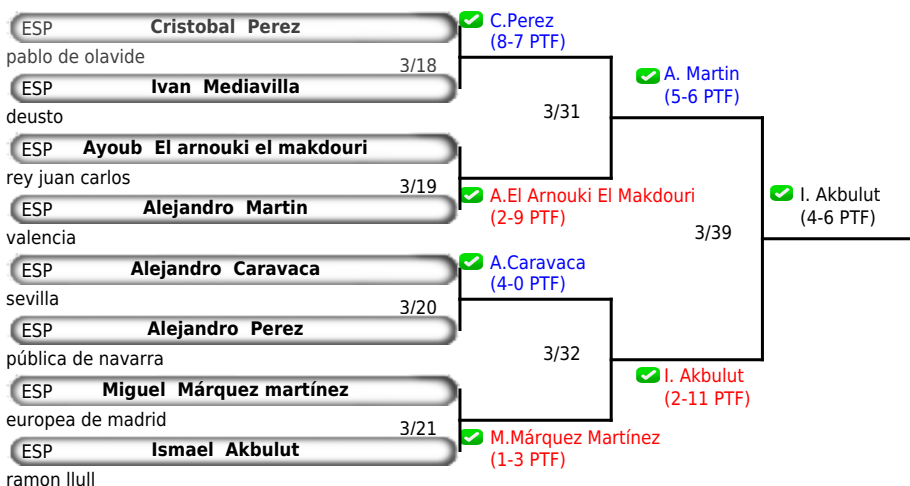 ESP Cristobal Perez
pablo de olavide
ESP Ivan Mediavilla
deusto
ESP Ayoub El arnouki el makdouri
rey juan carlos
ESP Alejandro Martin
valencia
ESP Alejandro Caravaca
sevilla
ESP Alejandro Perez
pública de navarra
ESP Miguel Márquez martínez
europea de madrid
ESP Ismael Akbulut
ramon llull
3/18
3/19
3/20
3/21
C.Perez
(8-7 PTF)
A.El Arnouki El Makdouri
(2-9 PTF)
A.Caravaca
(4-0 PTF)
M.Márquez Martínez
(1-3 PTF)
3/31
3/32
A. Martin
(5-6 PTF)
I. Akbulut
(2-11 PTF)
3/39
I. Akbulut
(4-6 PTF)